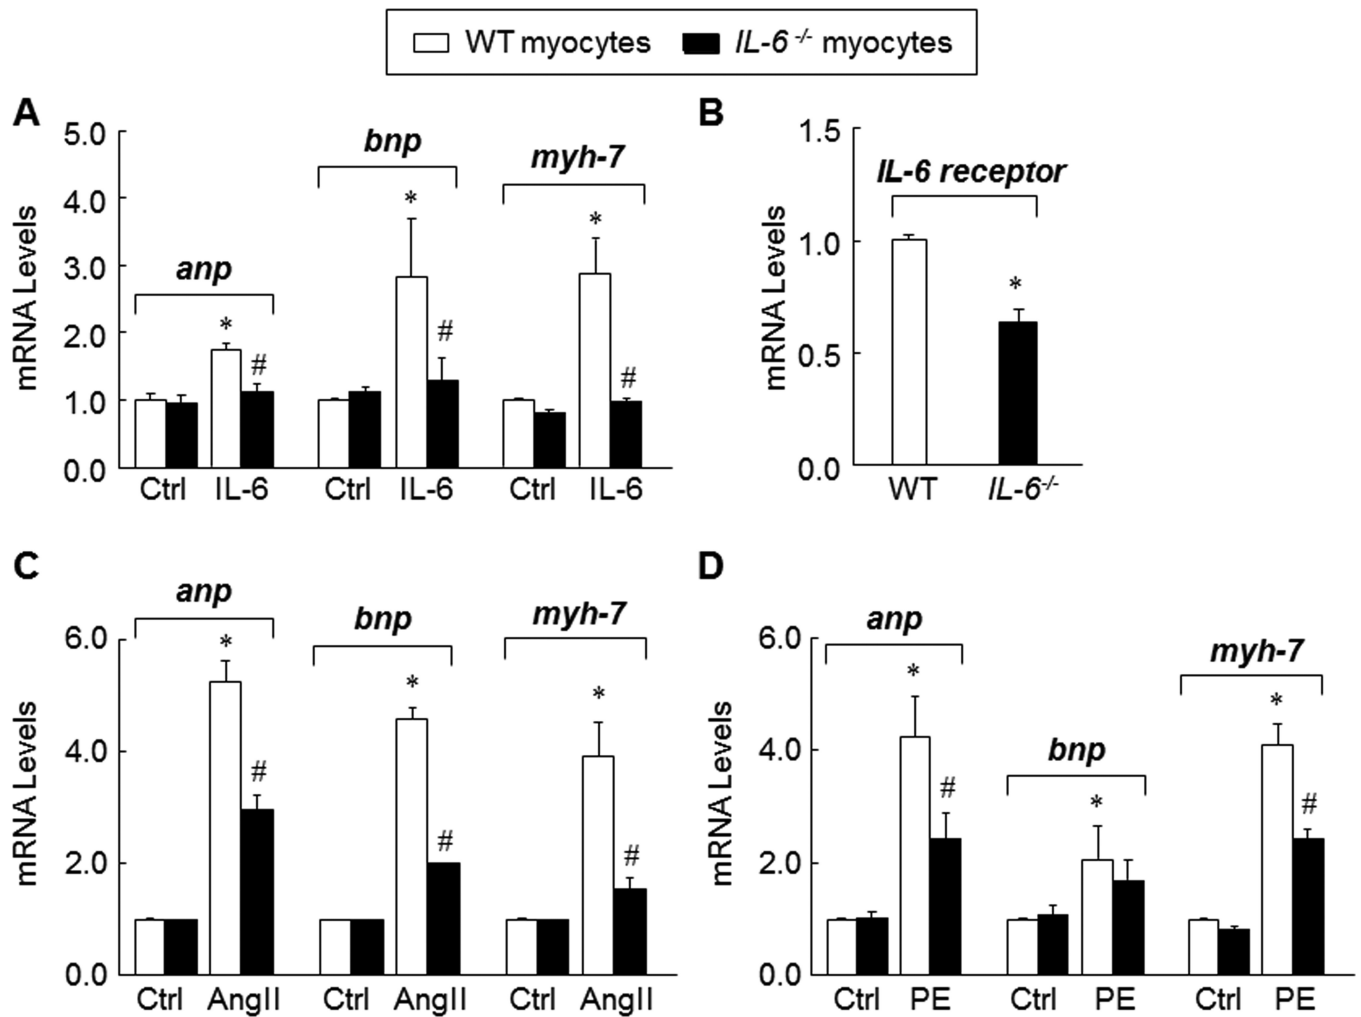 WT myocytes IL-6 -/- myocytes
A
5.0
4.0
3.0
2.0
1.0
0.0
mRNA Levels
anp
bnp
myh-7
*
#
*
#
*
#
Ctrl IL-6 Ctrl IL-6 Ctrl IL-6
B
1.5
1.0
0.5
0.0
mRNA Levels
IL-6 receptor
*
WT IL-6-/-
C
6.0
4.0
2.0
0.0
mRNA Levels
anp
bnp
myh-7
*
#
*
#
*
#
Ctrl AngII Ctrl AngII Ctrl AngII
D
6.0
4.0
2.0
0.0
mRNA Levels
anp
bnp
myh-7
*
#
*
*
#
Ctrl PE Ctrl PE Ctrl PE